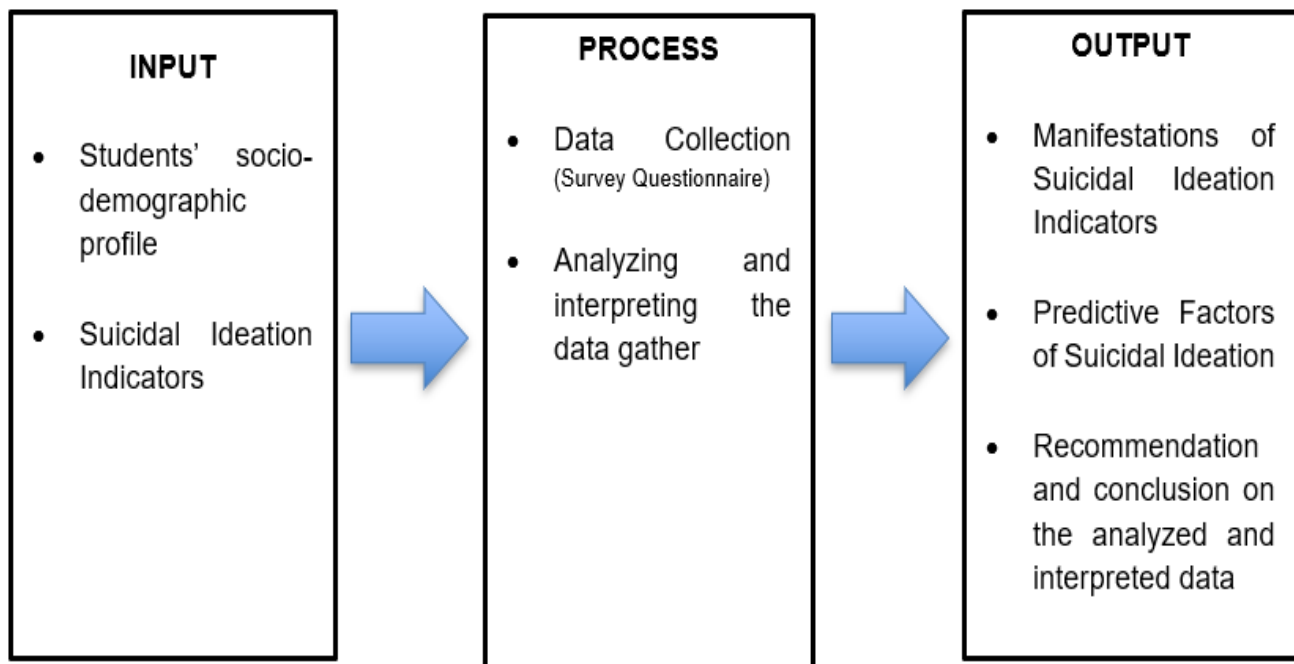 INPUT
• Students’ socio-
demographic
profile
• Suicidal Ideation
Indicators
PROCESS
• Data Collection
(Survey Questionnaire)
• Analyzing and
interpreting the
data gather
OUTPUT
• Manifestations of
Suicidal Ideation
Indicators
• Predictive Factors
of Suicidal Ideation
• Recommendation
and conclusion on
the analyzed and
interpreted data